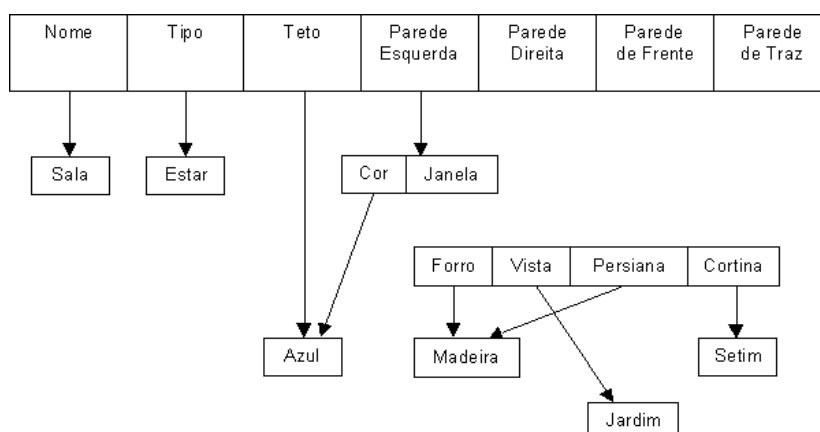 Nome
Tipo
Teto
Parede
Esquerda
Parede
Direita
Parede
de Frente
Parede
de Traz
Sala
Estar
Cor
Janela
Forro
Vista
Persiana
Cortina
Azul
Madeira
Setim
Jardim